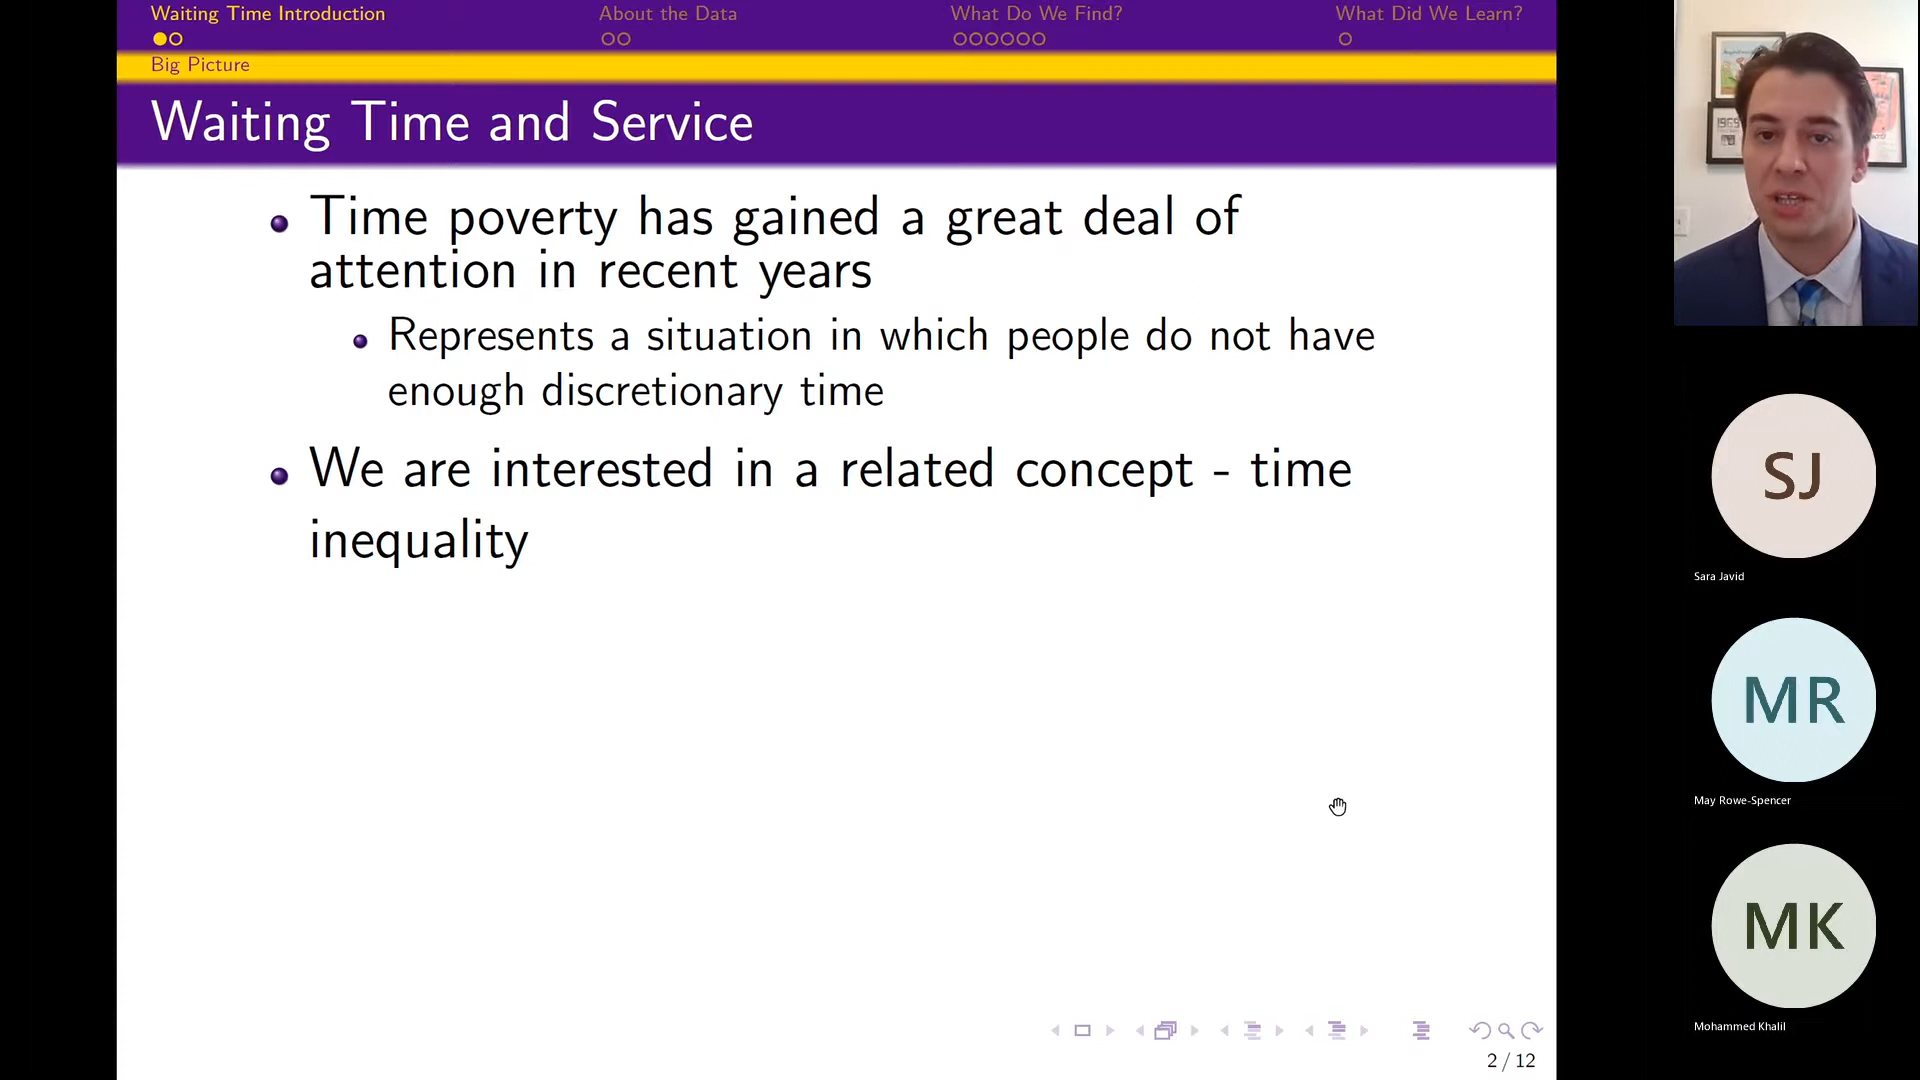 Waiting Time Introduction
About the Data
What Do We Find?
What Did We Learn?
Big Picture
Waiting Time and Service
Time poverty has gained a great deal of
attention in recent years
Represents a situation in which people do not have
enough discretionary time
We are interested in a related concept - time
inequality
2 / 12
1969
SJ
Sara Javid
MR
May Rowe-Spencer
MK
Mohammed Khalil